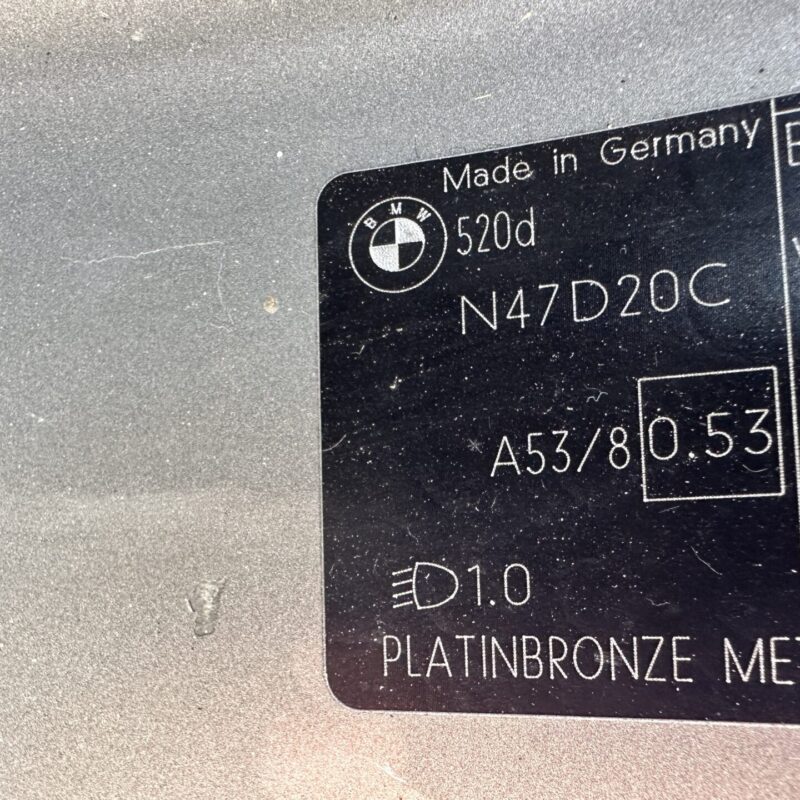 Made in Germany
BMW
520d
N47D20C
A53/8 0.53
1.0
PLATINBRONZE